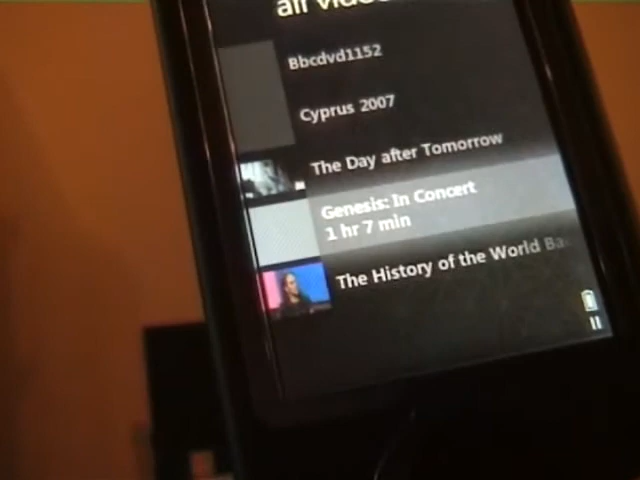 all
Bbcdvd1152
Cyprus 2007
The Day after Tomorrow
Genesis: In Concert
1 hr 7 min
The History of the World